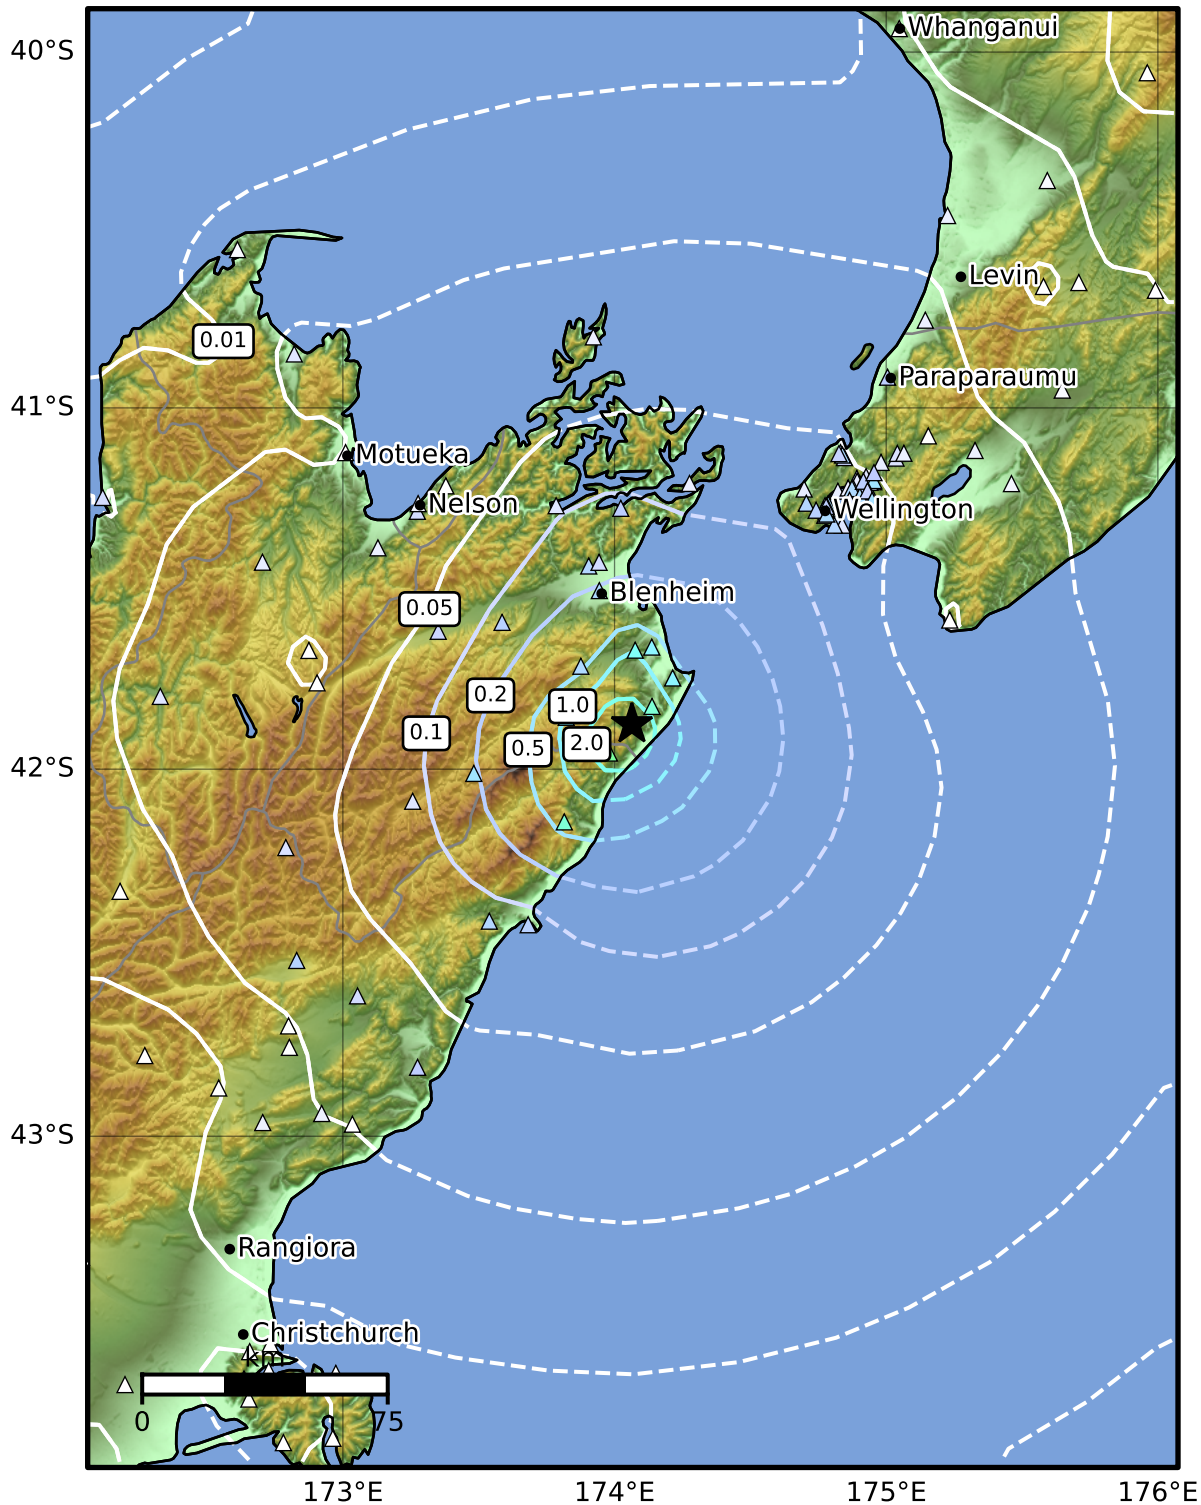 40°S
Whanganui
Levin
0.01
Paraparaumu
41°S
Motueka
Nelson
Wellington
Blenheim
0.05
0.2
1.0
0.1
0.5
2.0
42°S
43°S
Rangiora
Christchurch
km
0
75
173°E
174°E
175°E
176°E